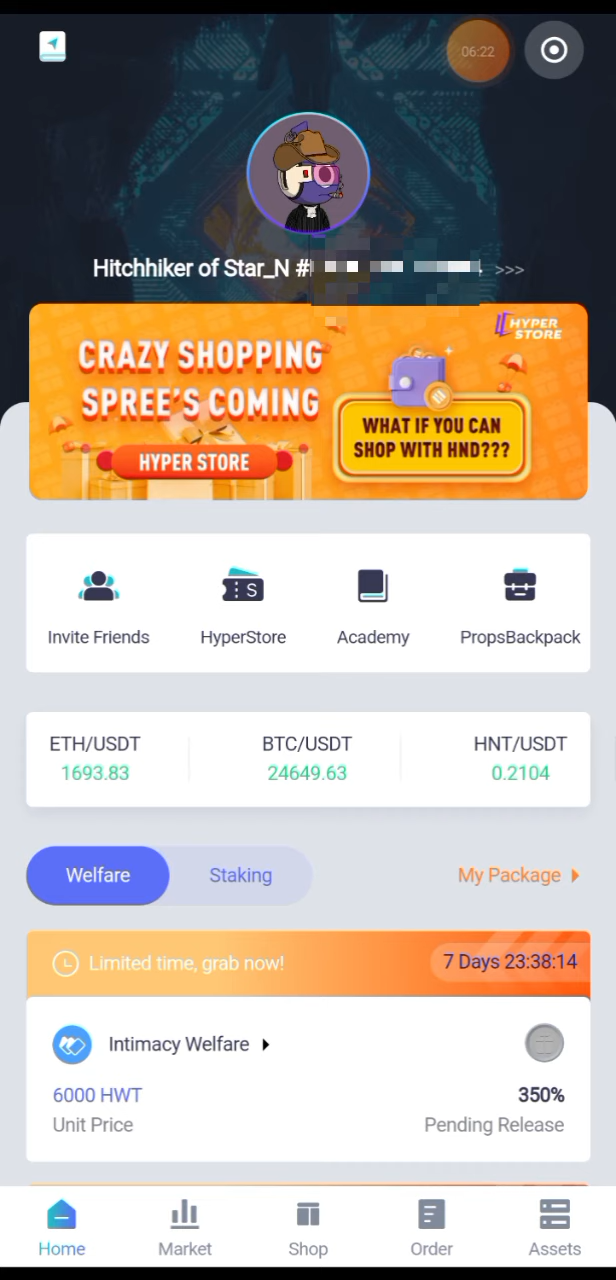 06:22
Hitchhiker of Star_N #
>>>
HYPER
STORE
CRAZY SHOPPING
SPREE'S COMING
HYPER STORE
WHAT IF YOU CAN
SHOP WITH HND???
Invite Friends HyperStore Academy PropsBackpack
ETH/USDT BTC/USDT HNT/USDT
1693.83 24649.63 0.2104
Welfare Staking My Package
Limited time, grab now! 7 Days 23:38:14
Intimacy Welfare
6000 HWT 350%
Unit Price Pending Release
Home Market Shop Order Assets